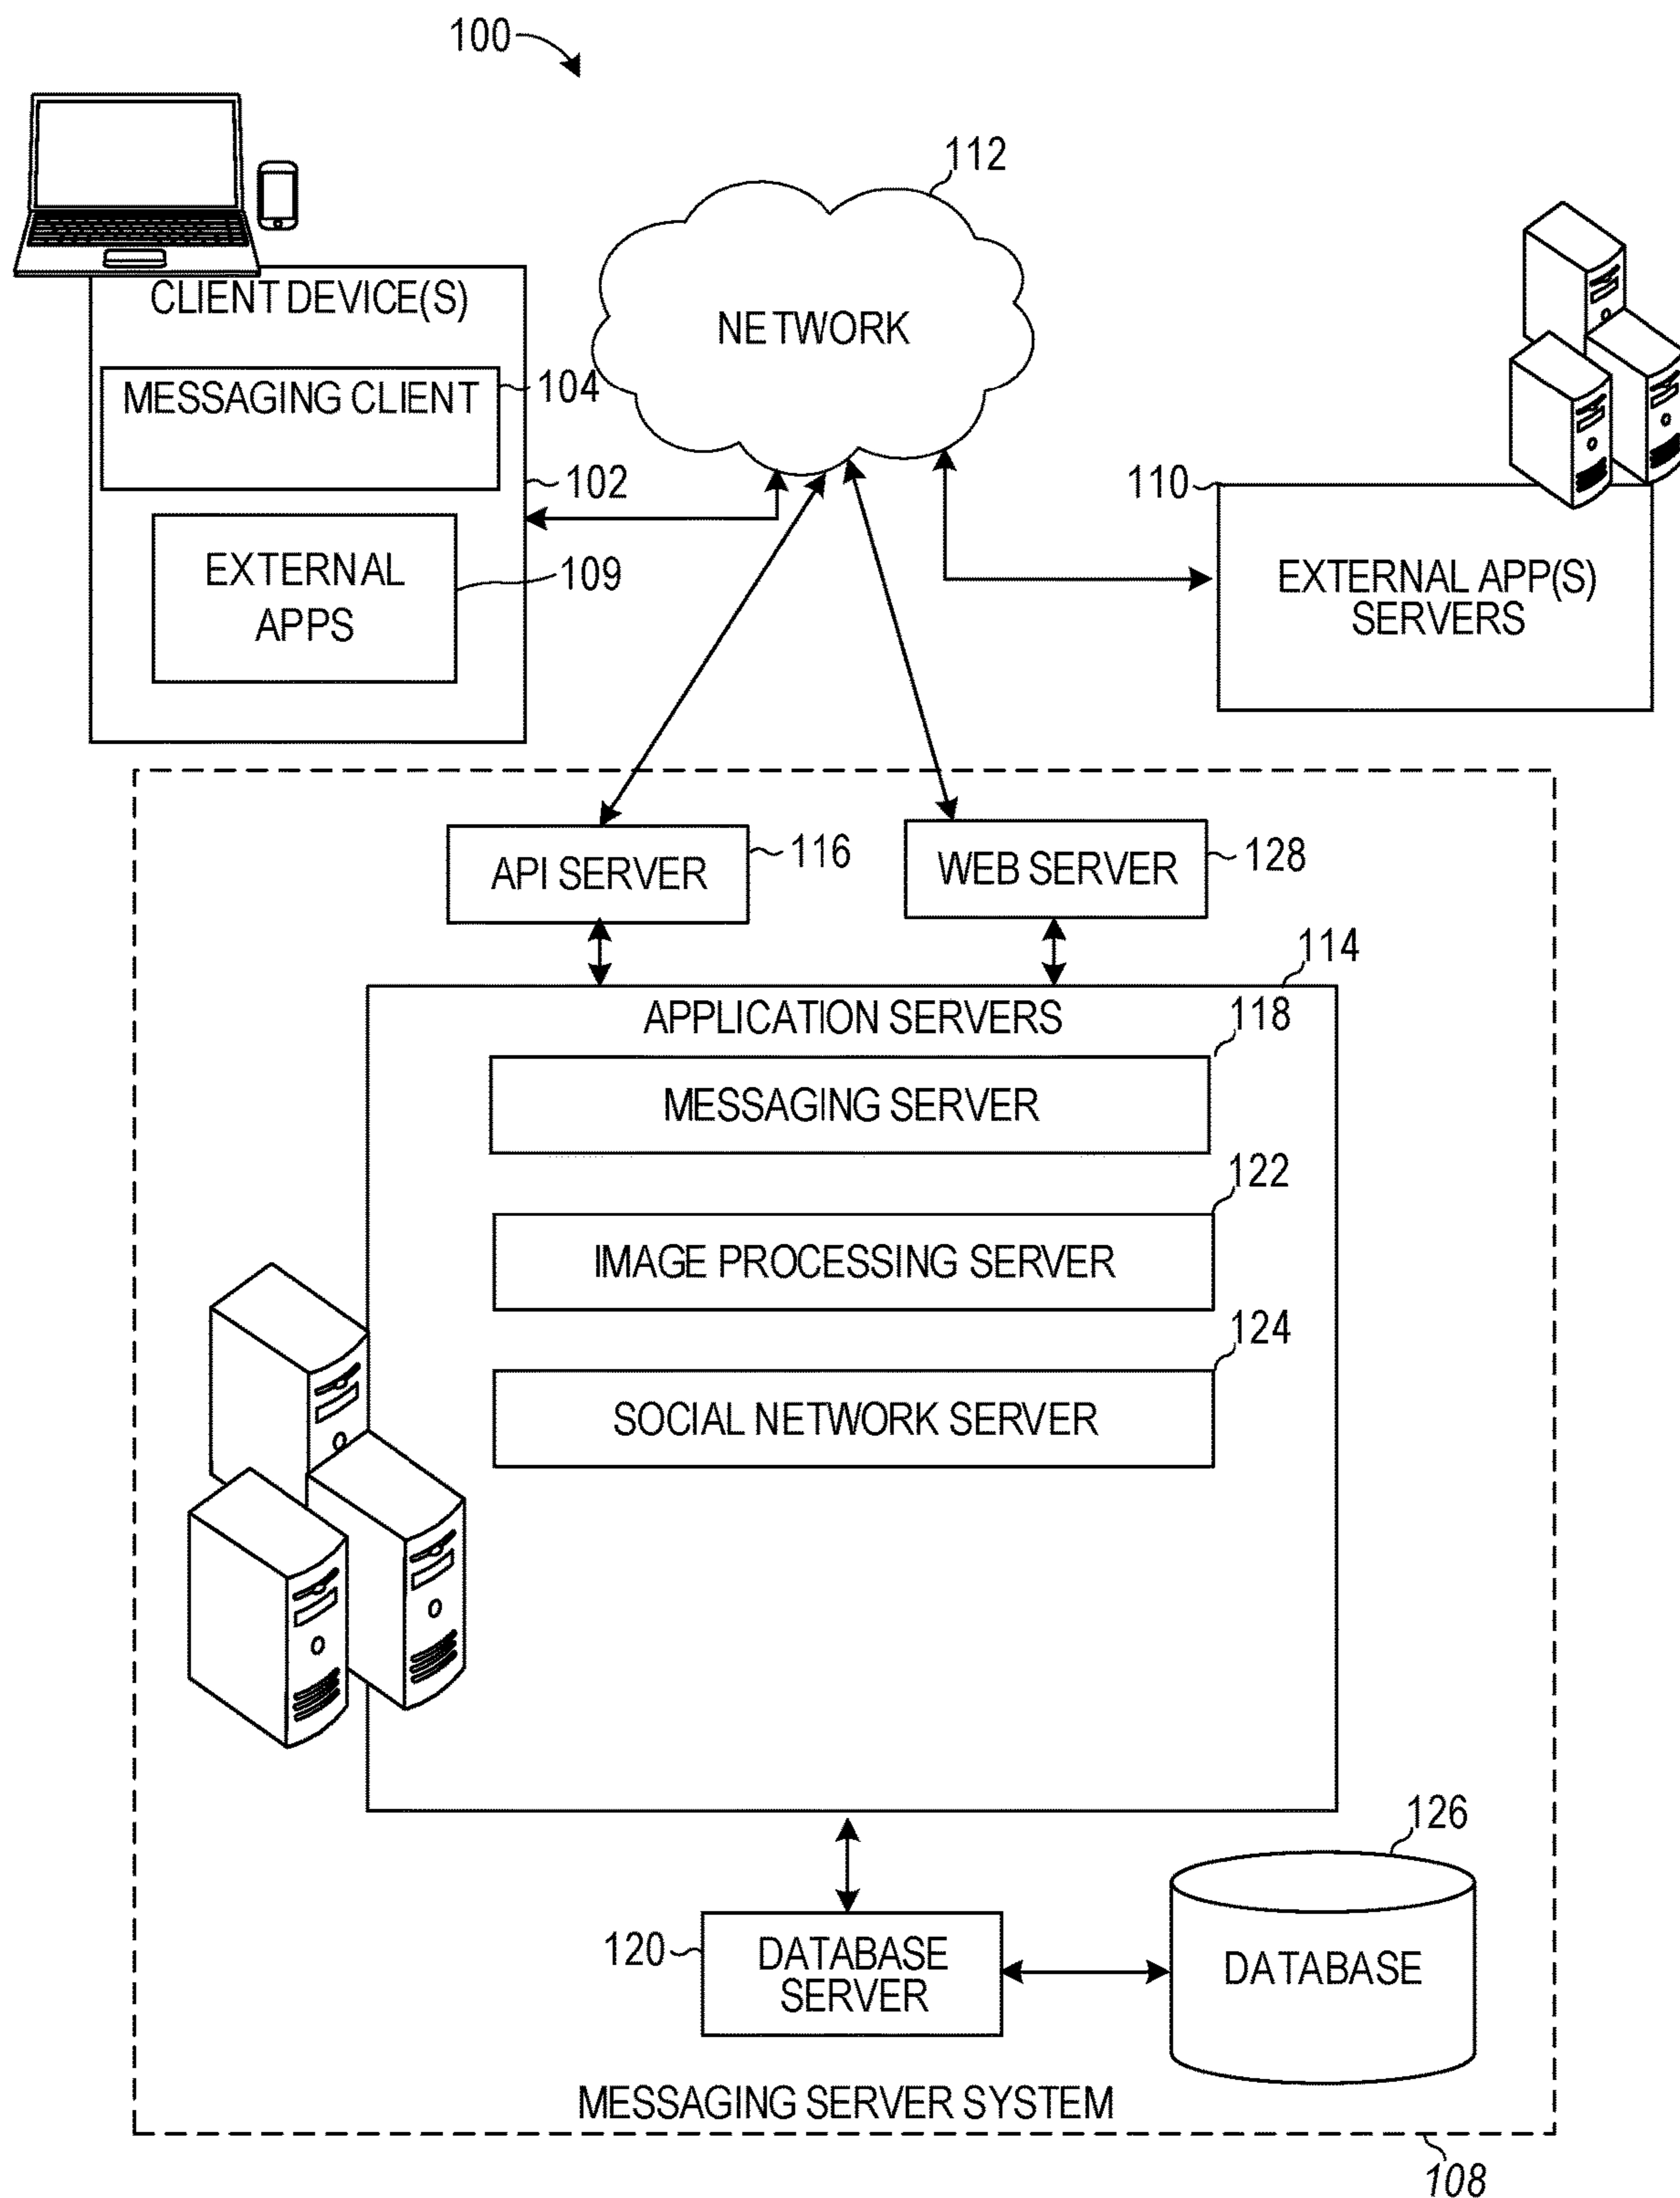 100
112
CLIENT DEVICE(S)
NETWORK
MESSAGING CLIENT
104
102
110
EXTERNAL
APPS
109
EXTERNAL APP(S)
SERVERS
API SERVER
116
WEB SERVER
128
114
APPLICATION SERVERS
118
MESSAGING SERVER
122
IMAGE PROCESSING SERVER
124
SOCIAL NETWORK SERVER
126
120
DATABASE
SERVER
DATABASE
MESSAGING SERVER SYSTEM
108